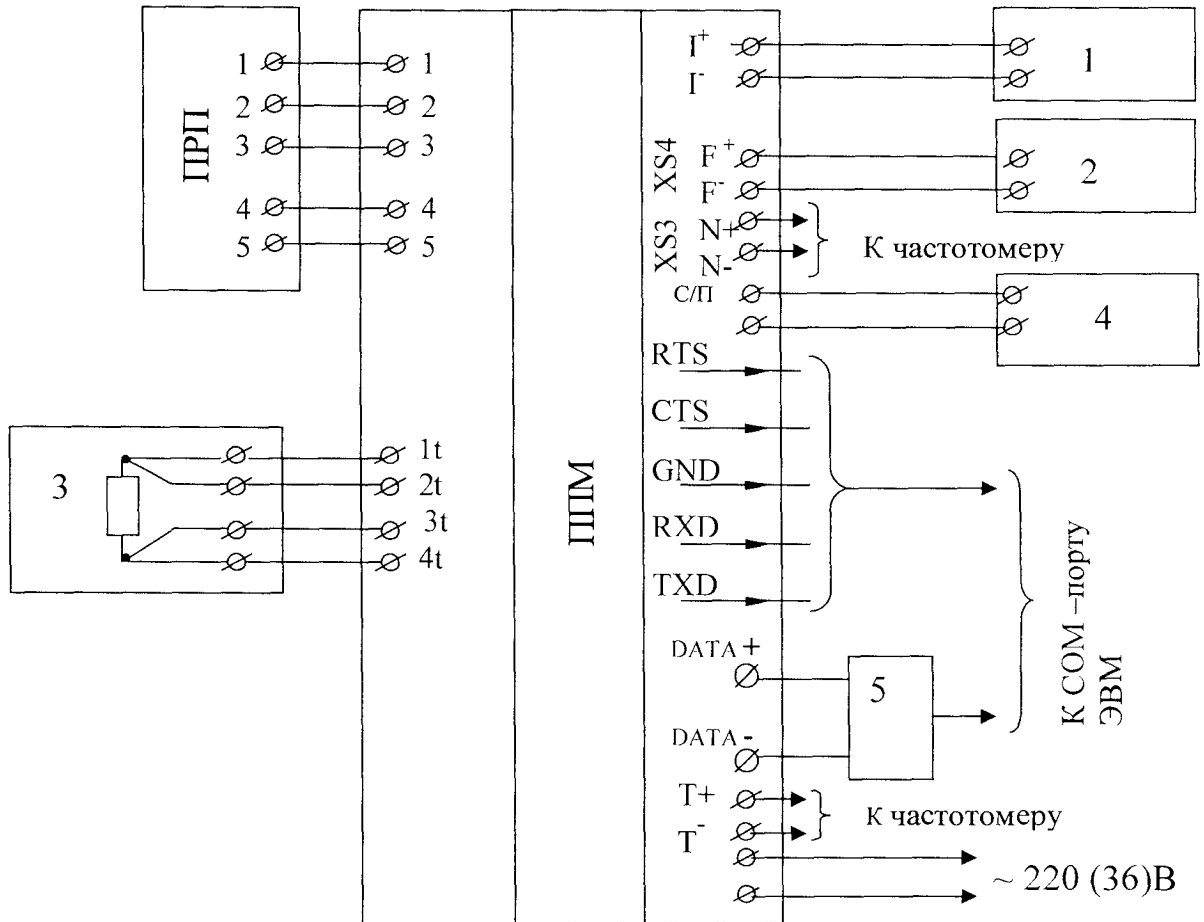 ПРП
1
2
3
4
5
1
2
3
4
5
3
1t
2t
3t
4t
ППМ
I+
I-
XS4
F+
F-
XS3
N+
N-
С/П
RTS
CTS
GND
RXD
TXD
DATA+
DATA-
T+
T-
1
2
К частотомеру
4
5
К COM –порту
ЭВМ
К частотомеру
~ 220 (36)В